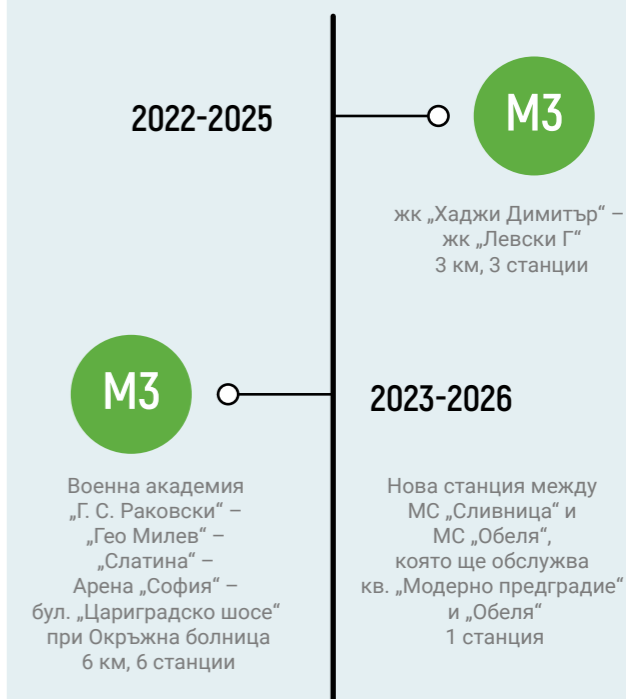 2022-2025
М3
жк „Хаджи Димитър“ –
жк „Левски Г“
3 км, 3 станции
М3
2023-2026
Военна академия
„Г. С. Раковски“ –
„Гео Милев“ –
„Слатина“ –
Арена „София“ –
бул. „Цариградско шосе“
при Окръжна болница
6 км, 6 станции
Нова станция между
МС „Сливница“ и
МС „Обеля“,
която ще обслужва
кв. „Модерно предградие“
и „Обеля“
1 станция